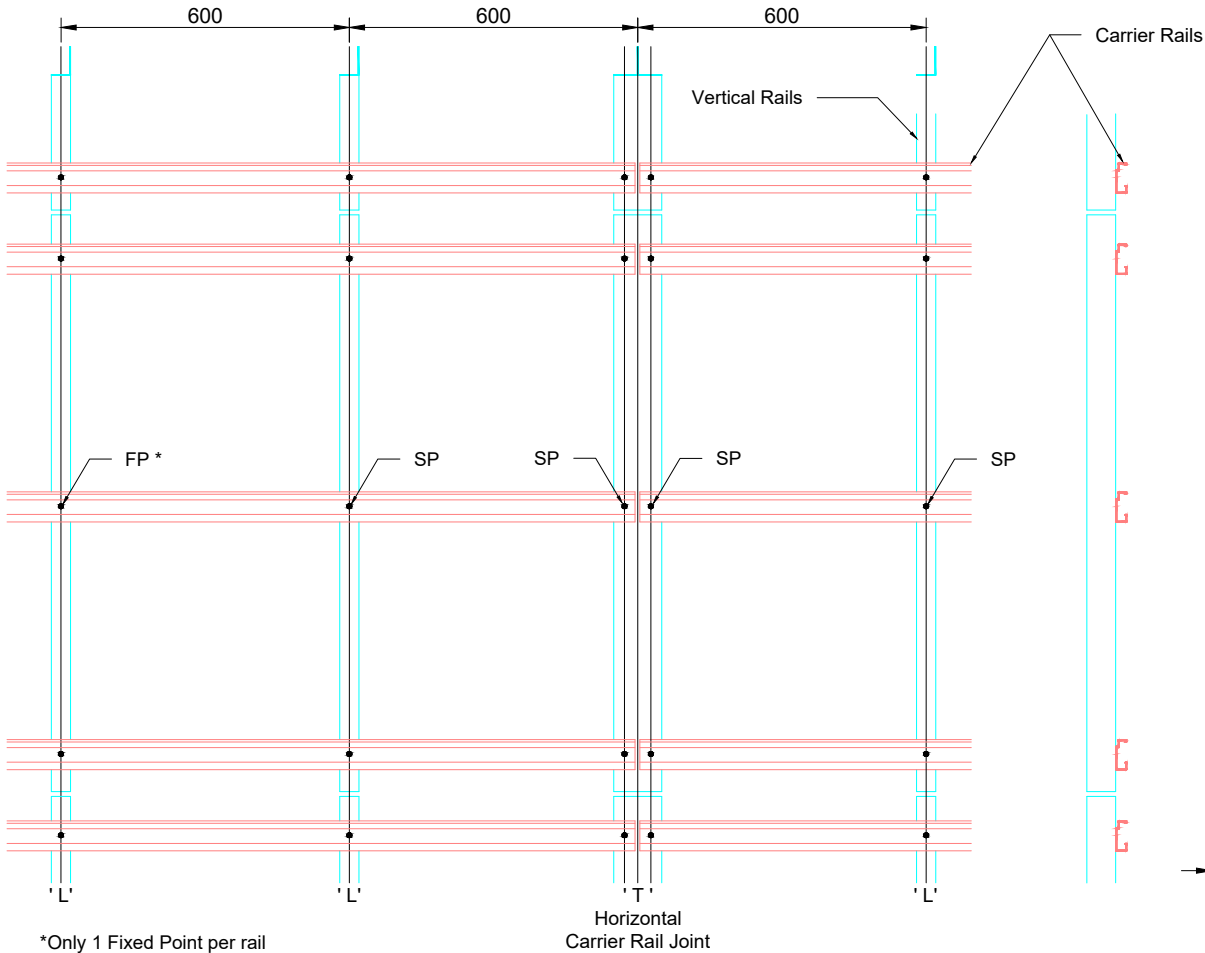 600
600
600
Carrier Rails
Vertical Rails
FP *
SP
SP
SP
SP
' L'
' L'
' T '
' L'
Horizontal
Carrier Rail Joint
*Only 1 Fixed Point per rail